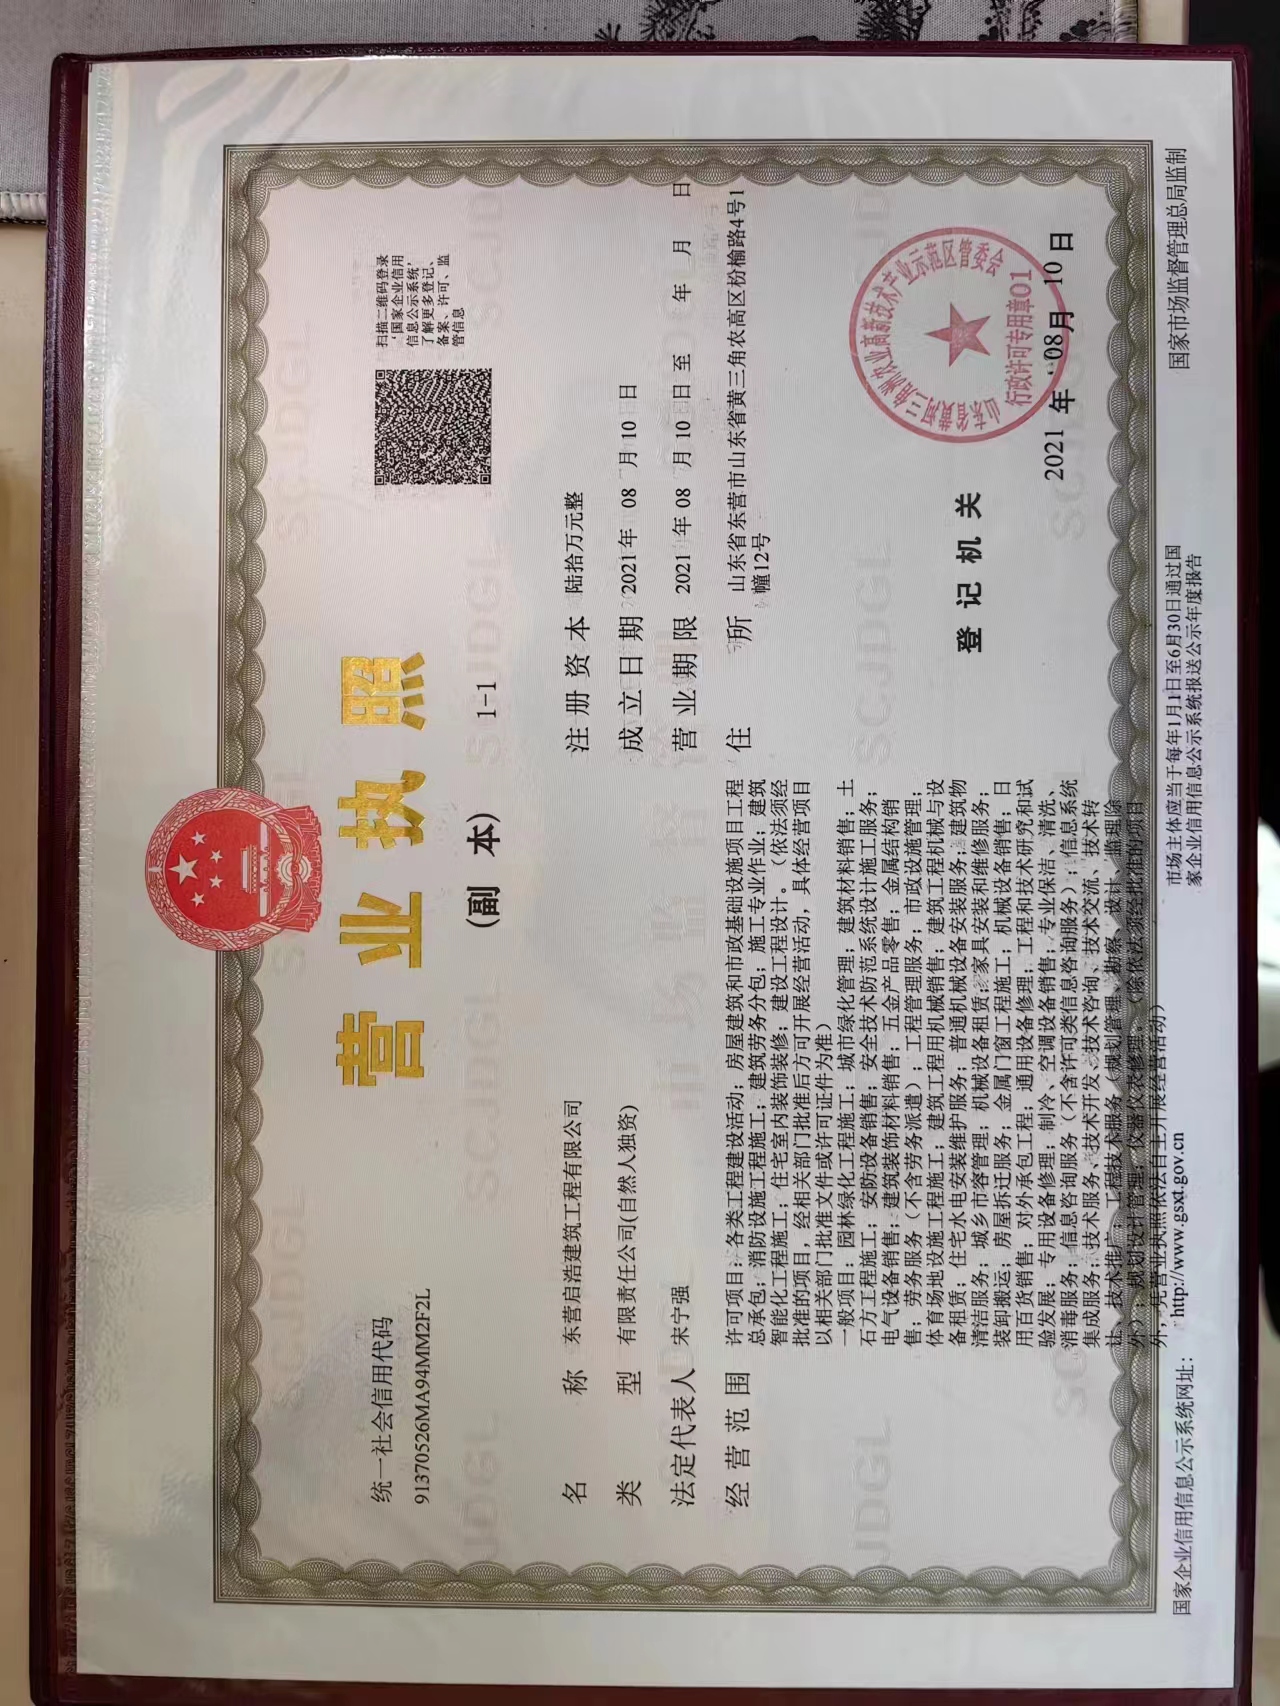 统一社会信用代码
91370526MA94MM2F2L
营业执照
(副 本)
1-1
扫描二维码登录
‘国家企业信用
信息公示系统’
了解更多登记、
备案、许可、监
管信息
名 称 东营启浩建筑工程有限公司
类 型 有限责任公司(自然人独资)
法定代表人 宋宁强
经营范围 许可项目：各类工程建设活动；房屋建筑和市政基础设施项目工程
总承包；消防设施工程施工；建筑劳务分包；施工专业作业；建筑
智能化工程施工；住宅室内装饰装修；建设工程设计。（依法须经
批准的项目，经相关部门批准后方可开展经营活动，具体经营项目
以相关部门批准文件或许可证件为准）
一般项目：园林绿化工程施工；城市绿化管理；建筑材料销售；土
石方工程施工；安防设备销售；安全技术防范系统设计施工服务；
电气设备销售；建筑装饰材料销售；五金产品零售；金属结构销
售；劳务服务（不含劳务派遣）；工程管理服务；市政设施管理；
体育场地设施工程施工；建筑工程用机械销售；建筑工程机械与设
备租赁；住宅水电安装维护服务；普通机械设备安装服务；建筑物
清洁服务；城乡市容管理；机械设备租赁；家具安装和维修服务；
装卸搬运；房屋拆迁服务；金属门窗工程施工；机械设备销售；日
用百货销售；对外承包工程；通用设备修理；工程和技术研究和试
验发展；专用设备修理；制冷、空调设备销售；专业保洁、清洗、
消毒服务；信息咨询服务（不含许可类信息咨询服务）；信息系统
集成服务；技术服务、技术开发、技术咨询、技术交流、技术转
让、技术推广；工程技术服务（规划管理、勘察、设计、监理除
外）；规划设计管理；仪器仪表修理。（除依法须经批准的项目
外，凭营业执照依法自主开展经营活动）
注册资本 陆拾万元整
成立日期 2021年 08 月 10 日
营业期限 2021 年 08 月 10 日 至 年 月 日
住 所 山东省东营市山东省黄三角农高区枌榆路4号1
幢12号
登记机关
山东省黄河三角洲农业高新技术产业示范区管委会
行政许可专用章01
2021 年 08月 10 日
国家企业信用信息公示系统网址：
http://www.gsxt.gov.cn
市场主体应当于每年1月1日至6月30日通过国
家企业信用信息公示系统报送公示年度报告
国家市场监督管理总局监制